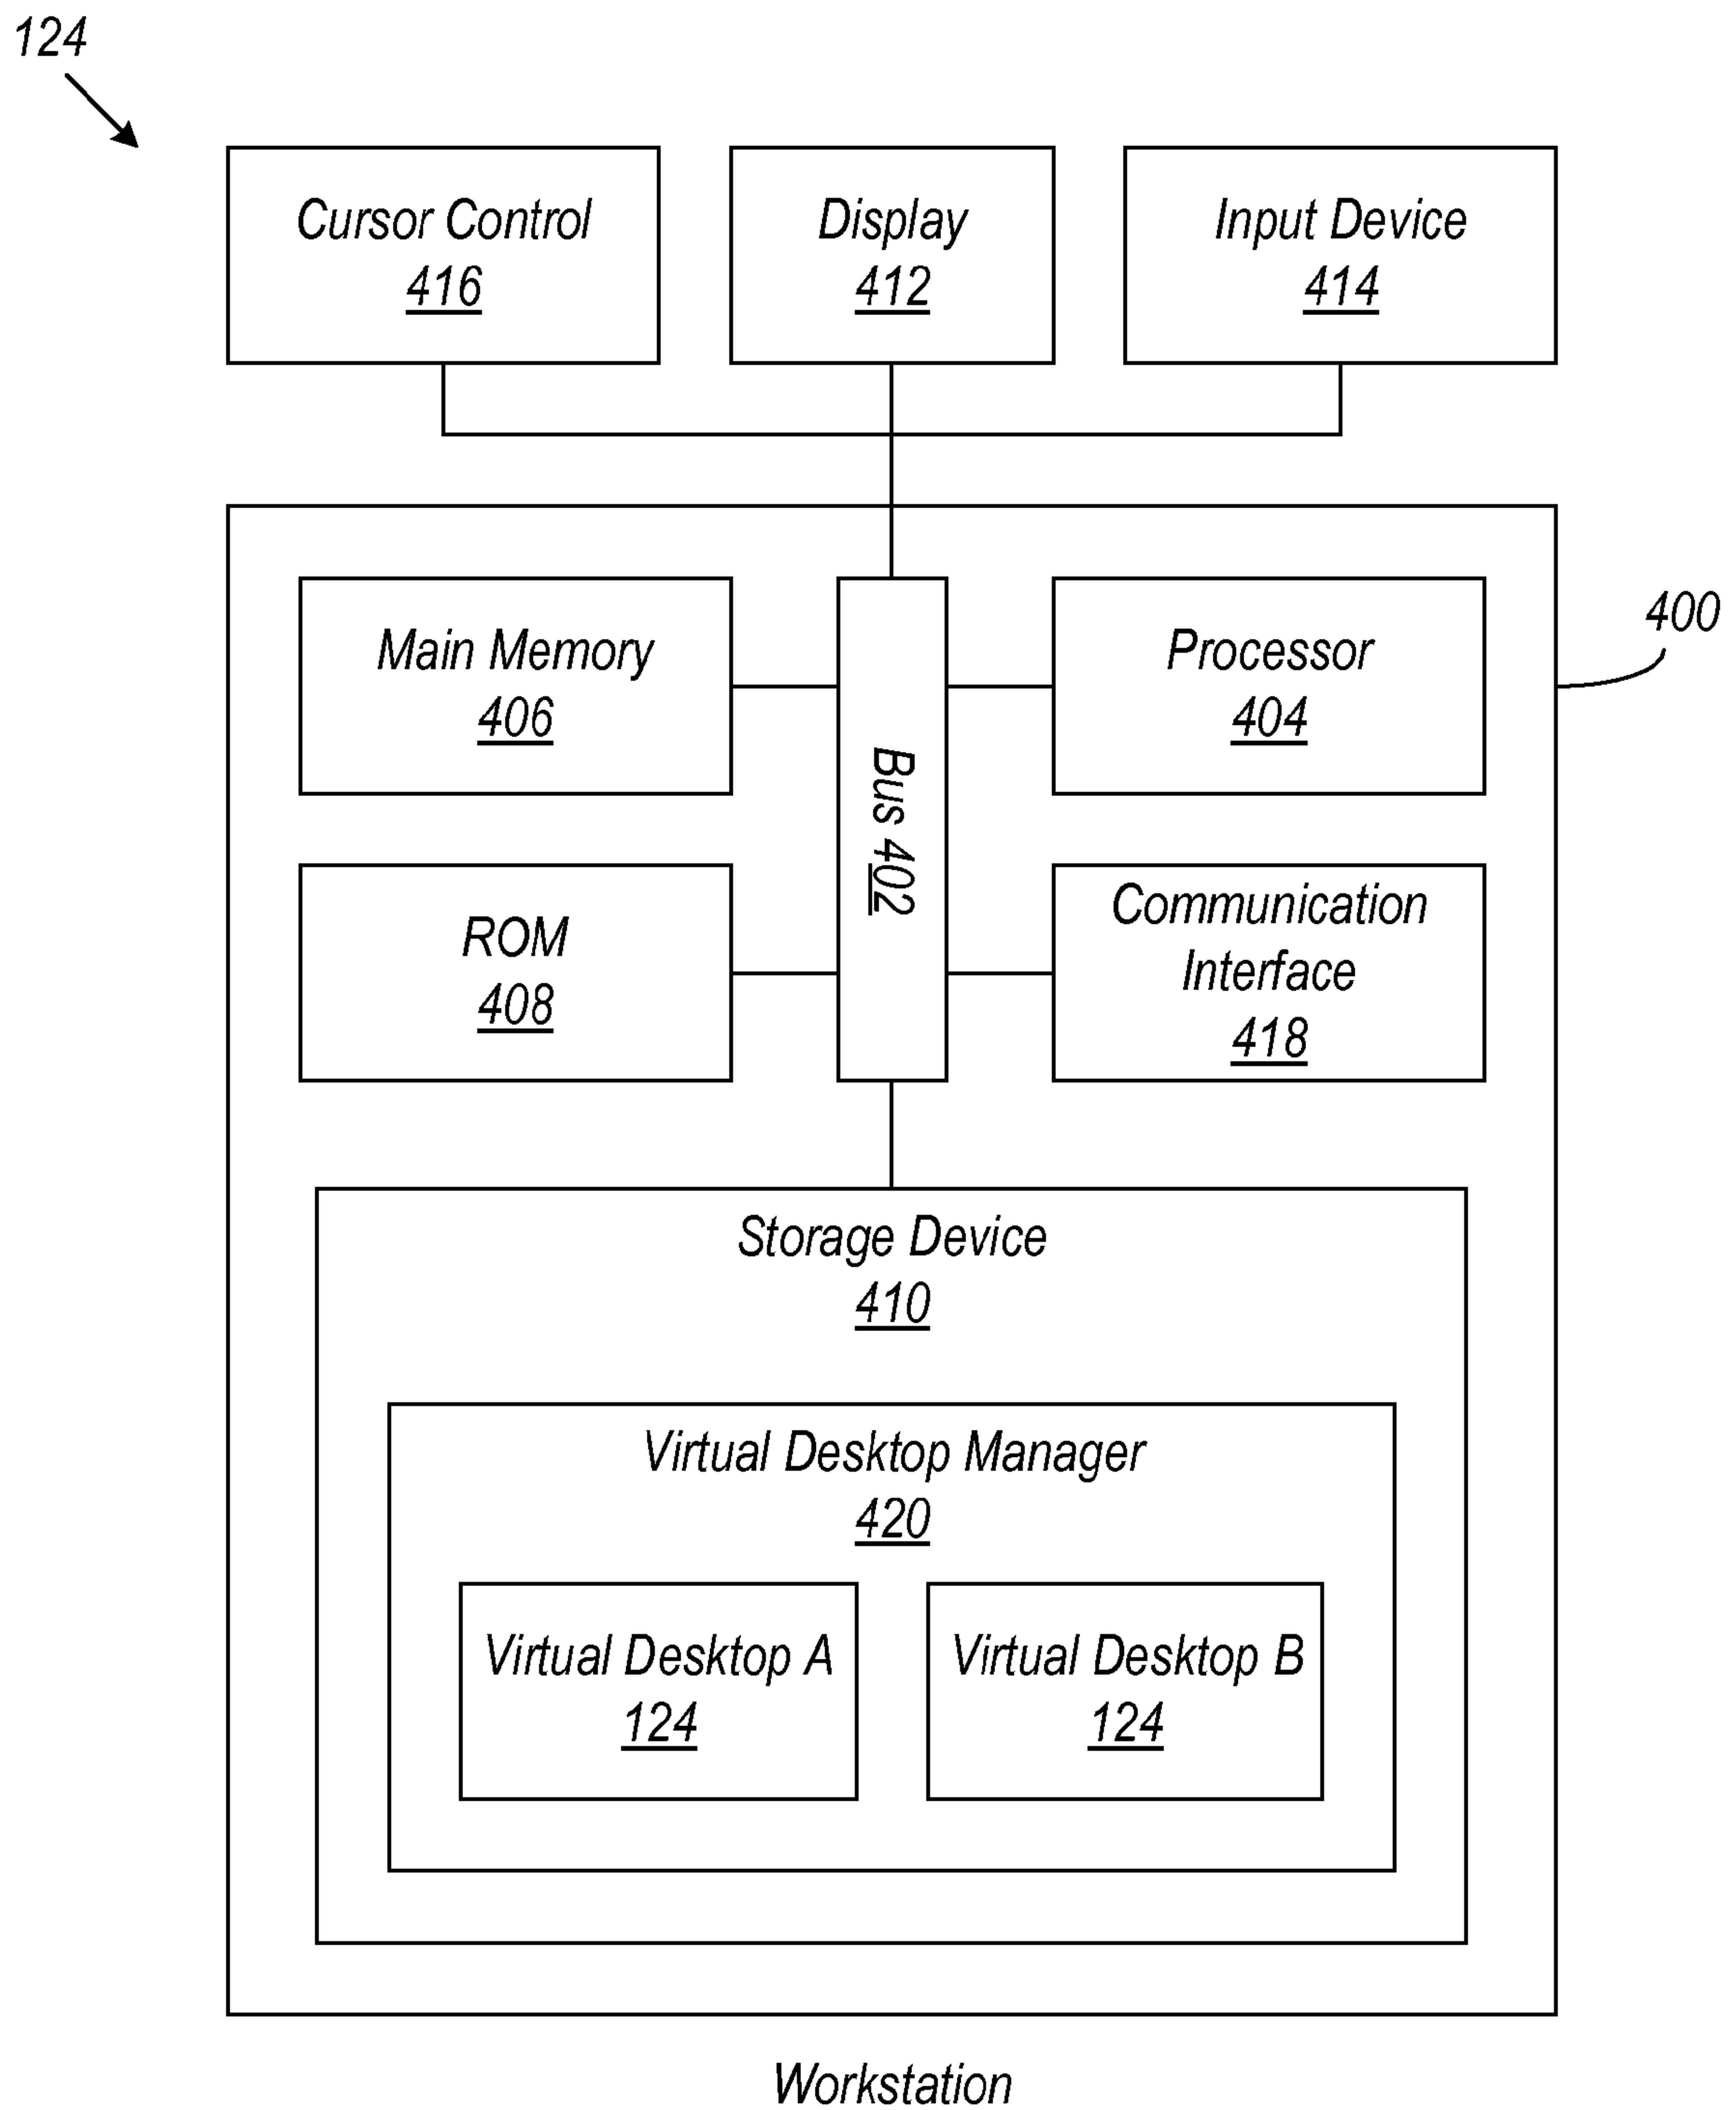 124
Cursor Control
416
Display
412
Input Device
414
400
Main Memory
406
Processor
404
Bus 402
ROM
408
Communication
Interface
418
Storage Device
410
Virtual Desktop Manager
420
Virtual Desktop A
124
Virtual Desktop B
124
Workstation